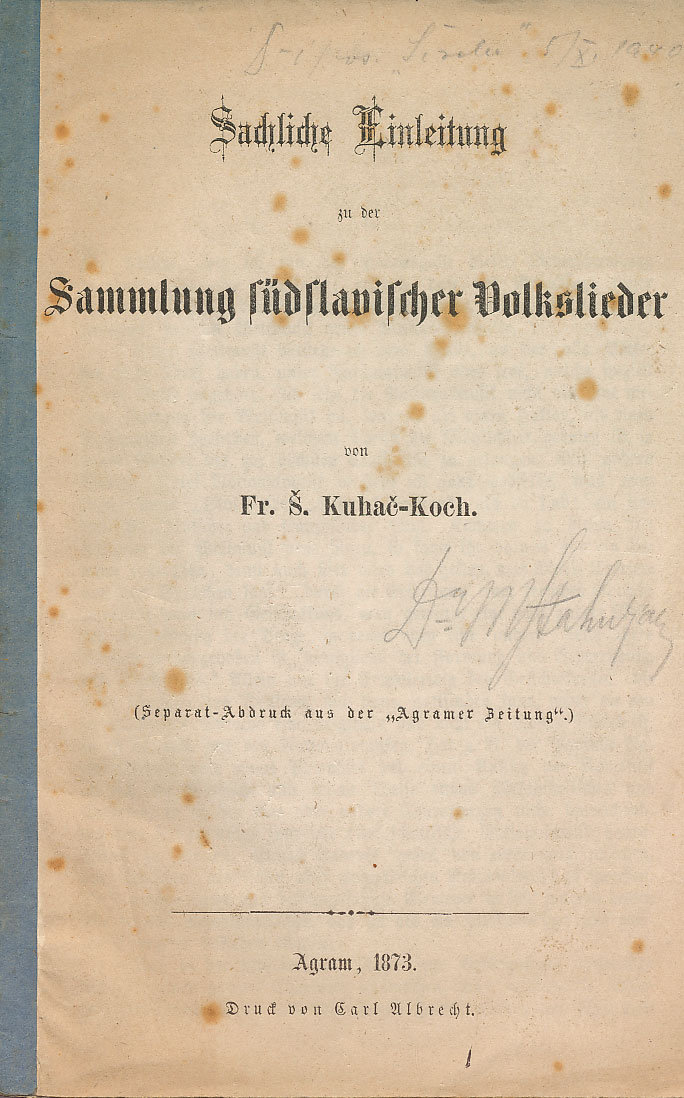 Sachliche Einleitung
zu der
Sammlung südslavischer Volkslieder
von
Fr. Š. Kuhač-Koch.
Dr
(Separat-Abdruck aus der „Agramer Zeitung“.)
Agram, 1873.
Druck von Carl Albrecht.